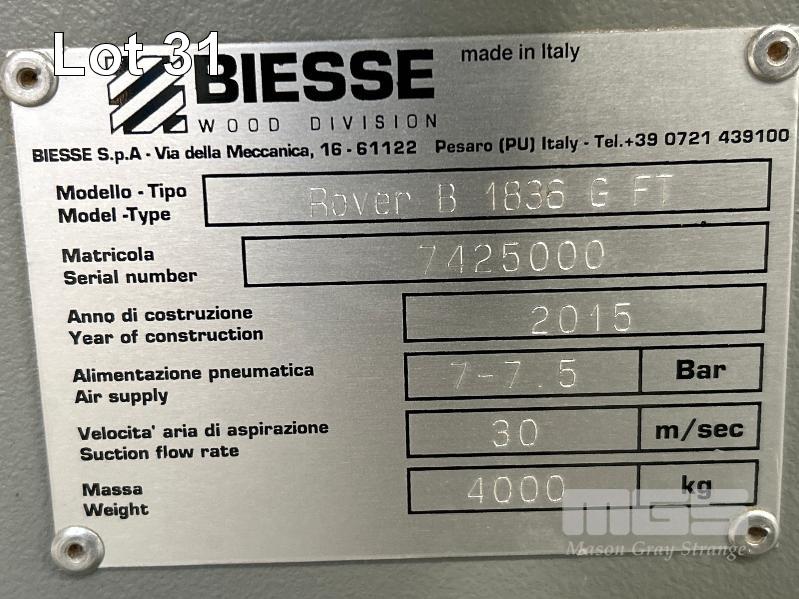 Lot 31
BIESSE made in Italy
WOOD DIVISION
BIESSE S.p.A - Via della Meccanica, 16 - 61122 Pesaro (PU) Italy - Tel.+39 0721 439100
Modello - Tipo
Model -Type
Rover B 1836 G FT
Matricola
Serial number
7425000
Anno di costruzione
Year of construction
2015
Alimentazione pneumatica
Air supply
7-7.5 Bar
Velocita' aria di aspirazione
Suction flow rate
30 m/sec
Massa
Weight
4000 kg
MGS
Mason Gray Strange